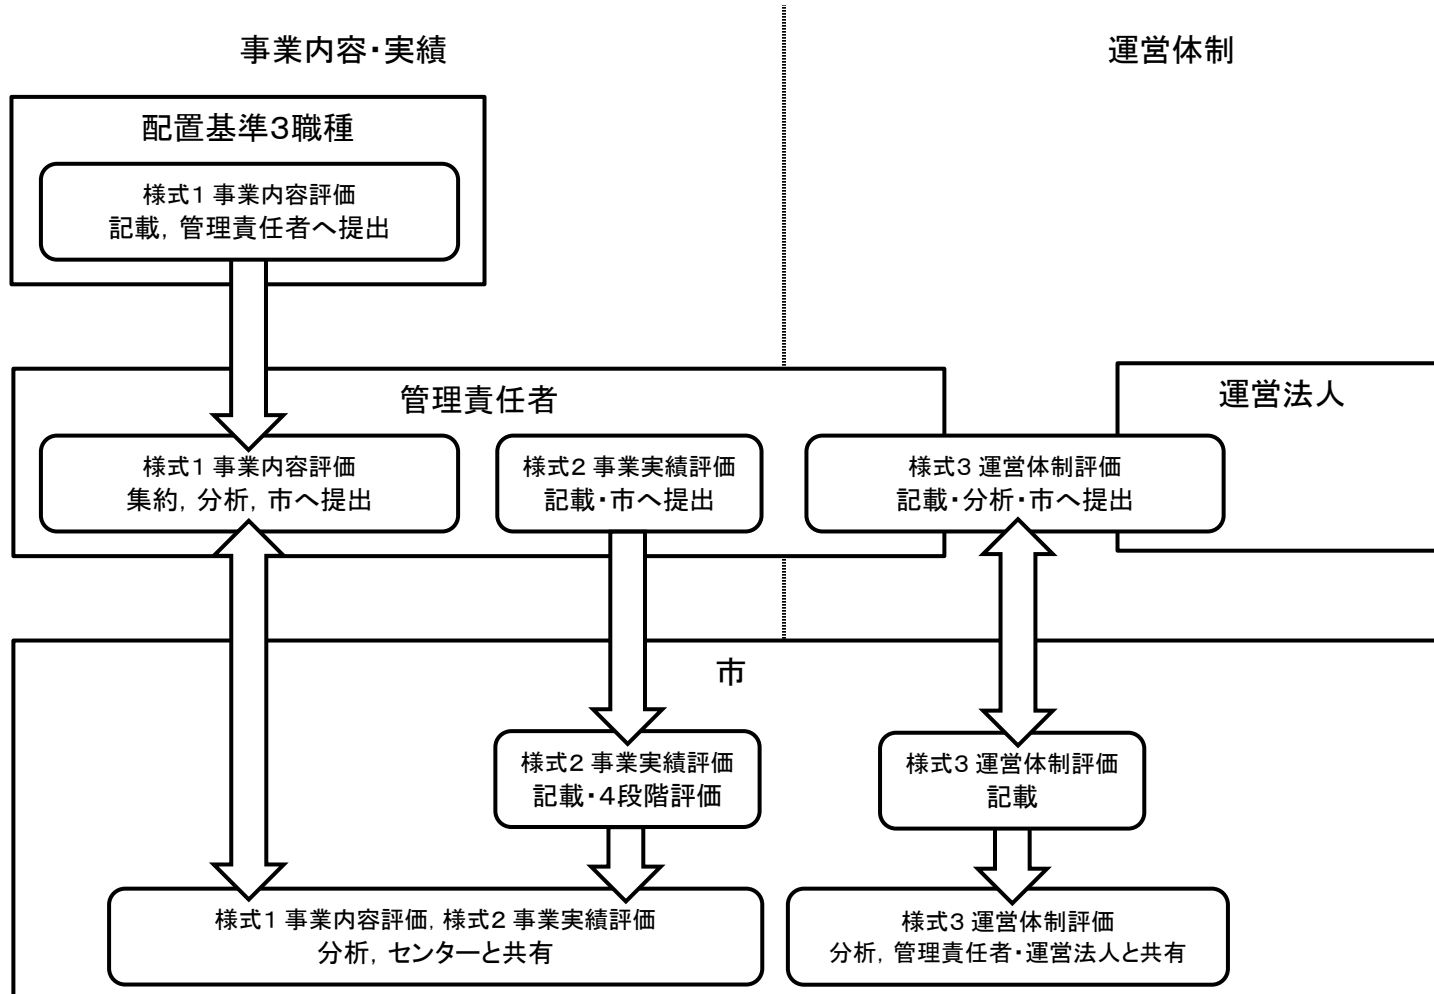 事業内容・実績
運営体制
配置基準3職種
様式1 事業内容評価
記載，管理責任者へ提出
管理責任者
運営法人
様式1 事業内容評価
集約，分析，市へ提出
様式2 事業実績評価
記載・市へ提出
様式3 運営体制評価
記載・分析・市へ提出
市
様式2 事業実績評価
記載・4段階評価
様式3 運営体制評価
記載
様式1 事業内容評価，様式2 事業実績評価
分析，センターと共有
様式3 運営体制評価
分析，管理責任者・運営法人と共有